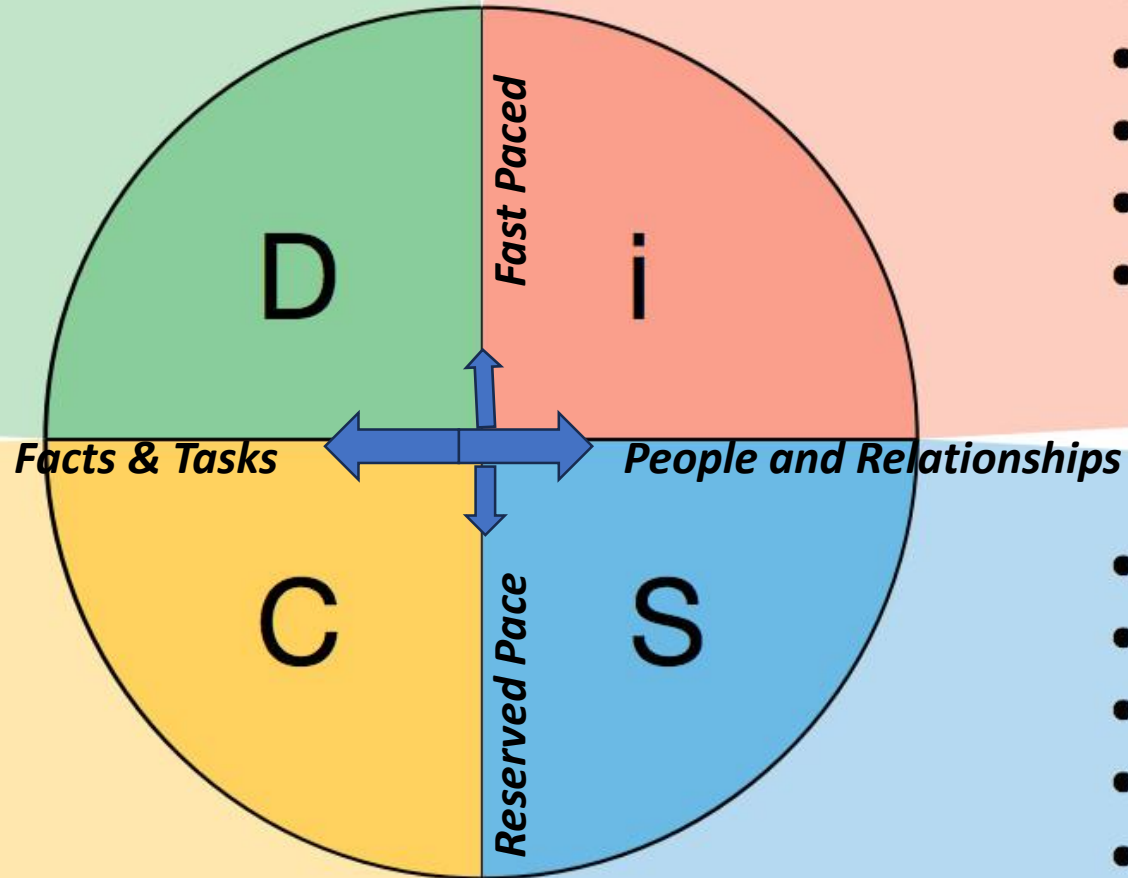 Fast Paced
D
i
Facts & Tasks
People and Relationships
C
S
Reserved Pace